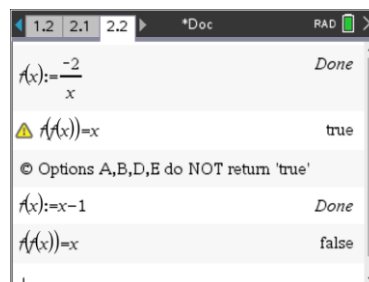 1.2 2.1 2.2 *Doc RAD
f(x):=-2/x Done
f(f(x))=x true
© Options A,B,D,E do NOT return 'true'
f(x):=x-1 Done
f(f(x))=x false